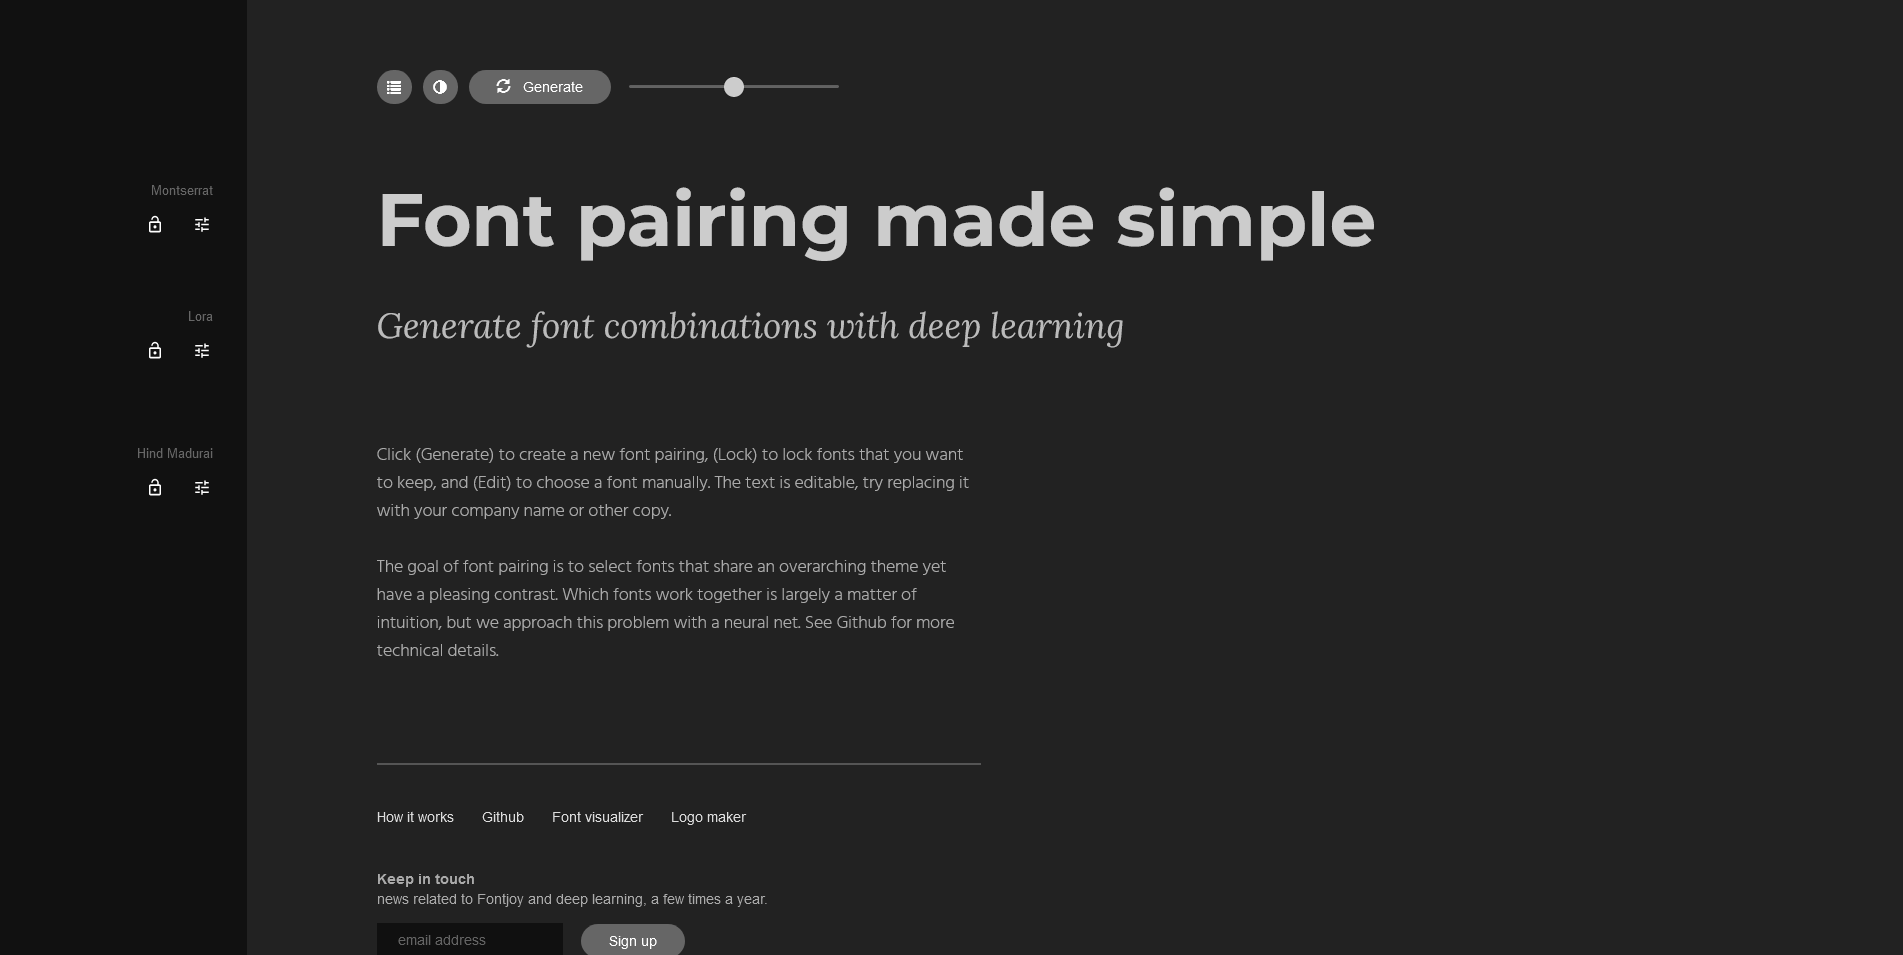 Generate
Montserrat
Font pairing made simple
Lora
Generate font combinations with deep learning
Hind Madurai
Click (Generate) to create a new font pairing, (Lock) to lock fonts that you want
to keep, and (Edit) to choose a font manually. The text is editable, try replacing it
with your company name or other copy.
The goal of font pairing is to select fonts that share an overarching theme yet
have a pleasing contrast. Which fonts work together is largely a matter of
intuition, but we approach this problem with a neural net. See Github for more
technical details.
How it works Github Font visualizer Logo maker
Keep in touch
news related to Fontjoy and deep learning, a few times a year.
email address Sign up